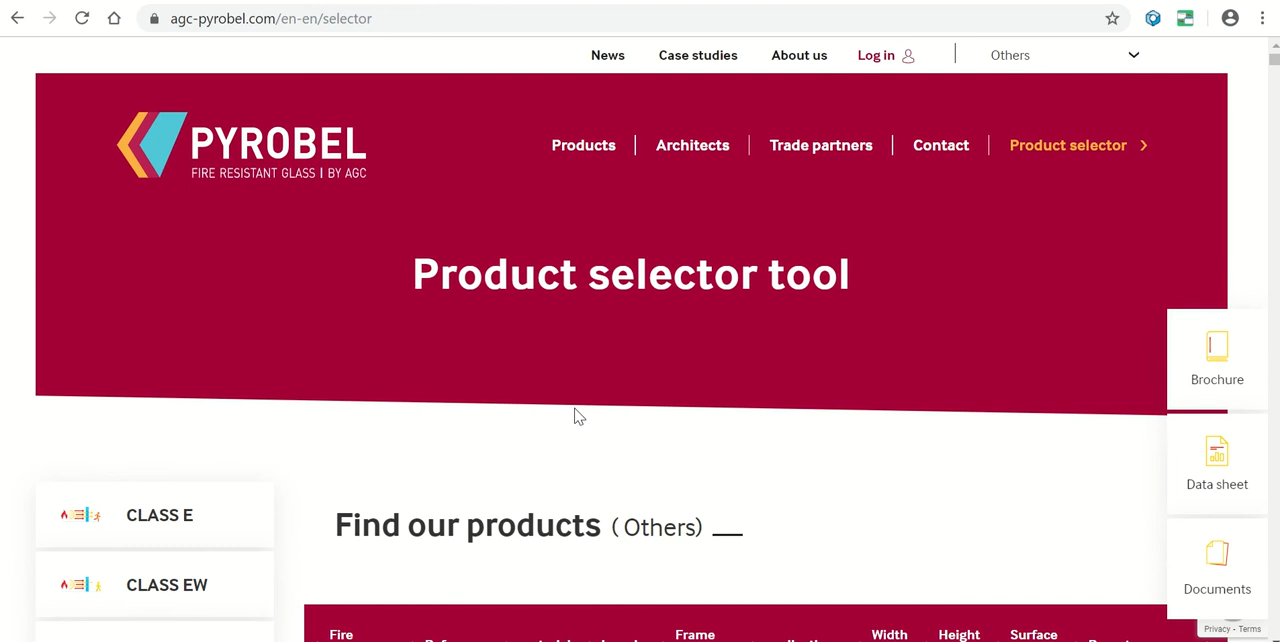 agc-pyrobel.com/en-en/selector
News Case studies About us Log in Others
PYROBEL
FIRE RESISTANT GLASS | BY AGC
Products Architects Trade partners Contact Product selector
Product selector tool
Brochure
Data sheet
Documents
CLASS E
CLASS EW
Find our products ( Others)
Fire Frame Width Height Surface
Privacy - Terms